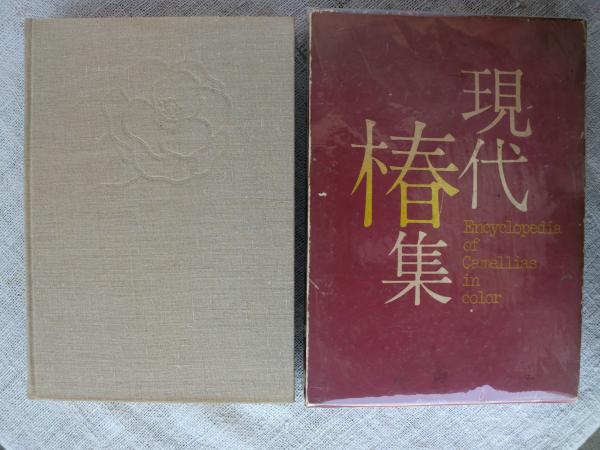 現代
椿集
Encyclopedia
of
Camellias
in
color